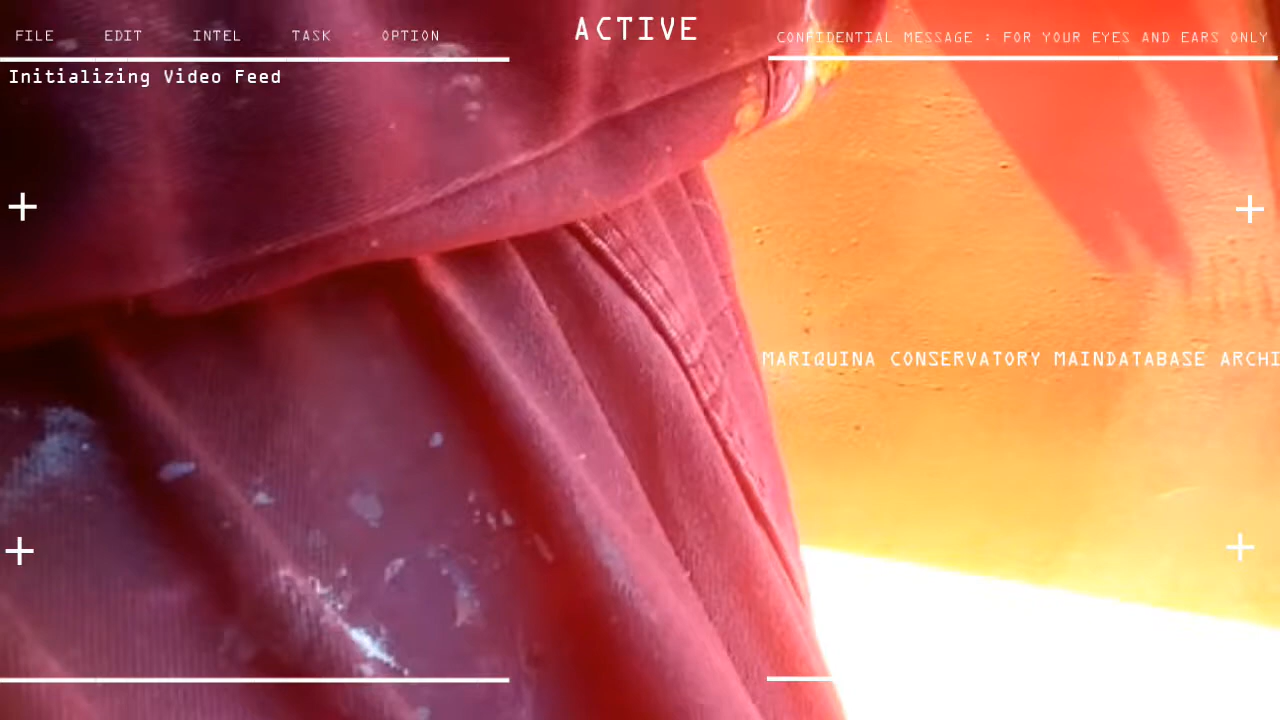 FILE EDIT INTEL TASK OPTION
ACTIVE
CONFIDENTIAL MESSAGE : FOR YOUR EYES AND EARS ONLY
Initializing Video Feed
MARIQUINA CONSERVATORY MAINDATABASE ARCHI